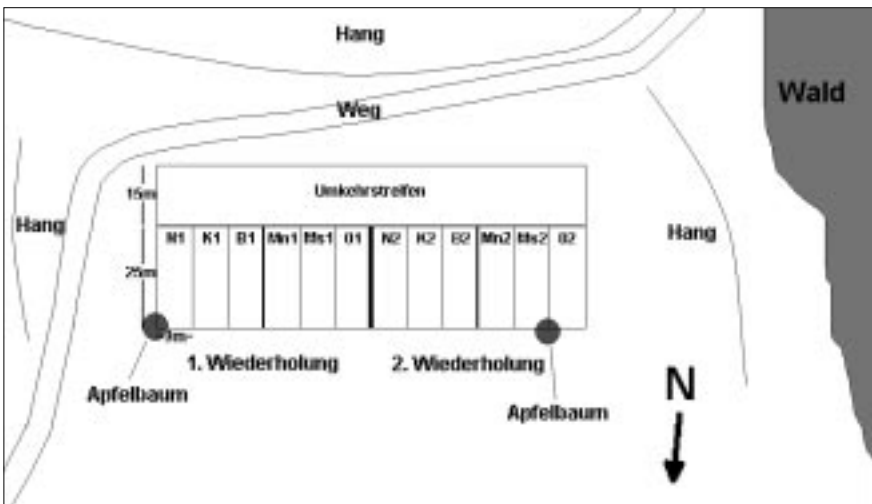 Hang
Wald
Weg
15m
Umkehrstreifen
Hang
N1 K1 B1 Mn1 Ms1 01 N2 K2 B2 Mn2 Ms2 02
Hang
25m
1. Wiederholung 2. Wiederholung
Apfelbaum
Apfelbaum
N